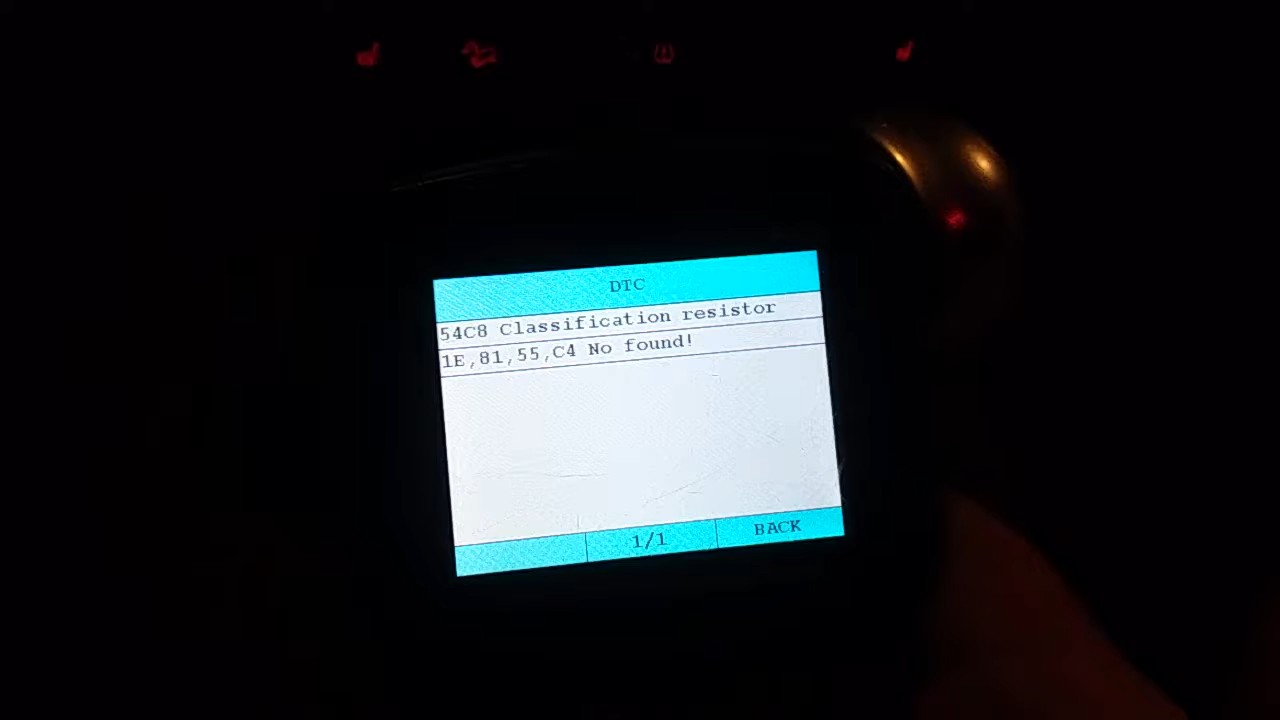 DTC
54C8 Classification resistor
1E,81,55,C4 No found!
1/1
BACK